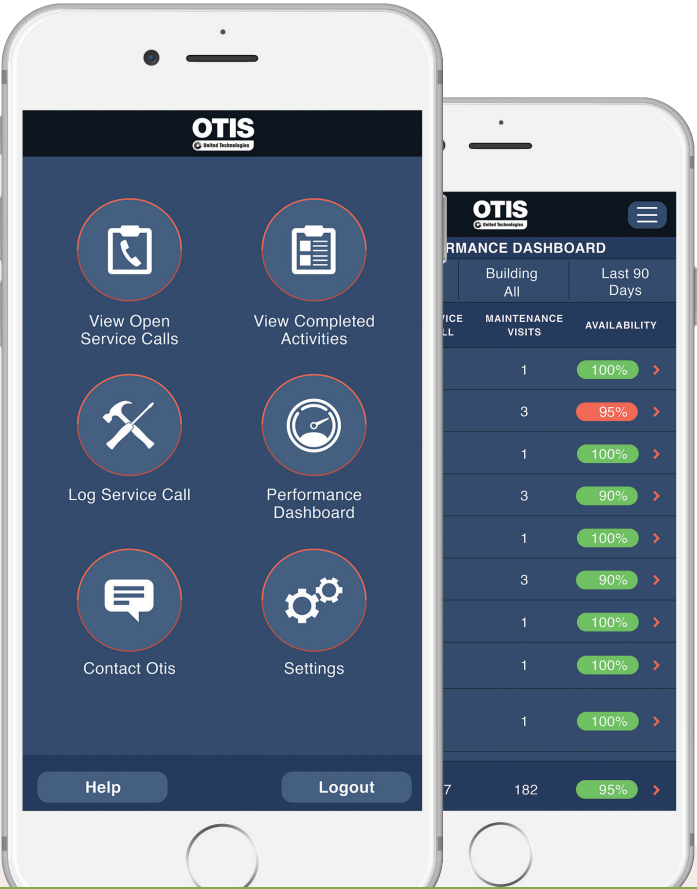 OTIS
United Technologies
View Open
Service Calls
View Completed
Activities
Log Service Call
Performance
Dashboard
Contact Otis
Settings
Help
Logout
OTIS
United Technologies
RMANCE DASHBOARD
Building
All
Last 90
Days
VICE
LL
MAINTENANCE
VISITS
AVAILABILITY
1 100%
3 95%
1 100%
3 90%
1 100%
3 90%
1 100%
1 100%
1 100%
7 182 95%